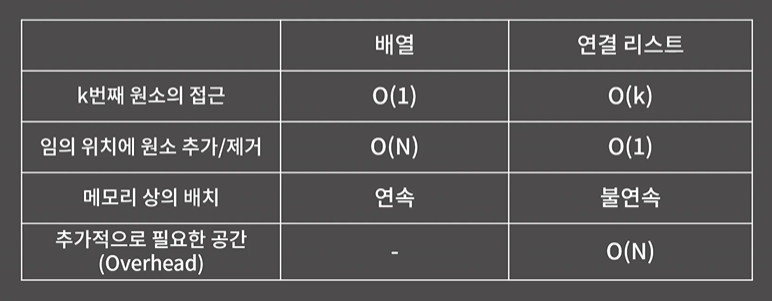 배열 연결 리스트
k번째 원소의 접근 O(1) O(k)
임의 위치에 원소 추가/제거 O(N) O(1)
메모리 상의 배치 연속 불연속
추가적으로 필요한 공간
(Overhead) - O(N)